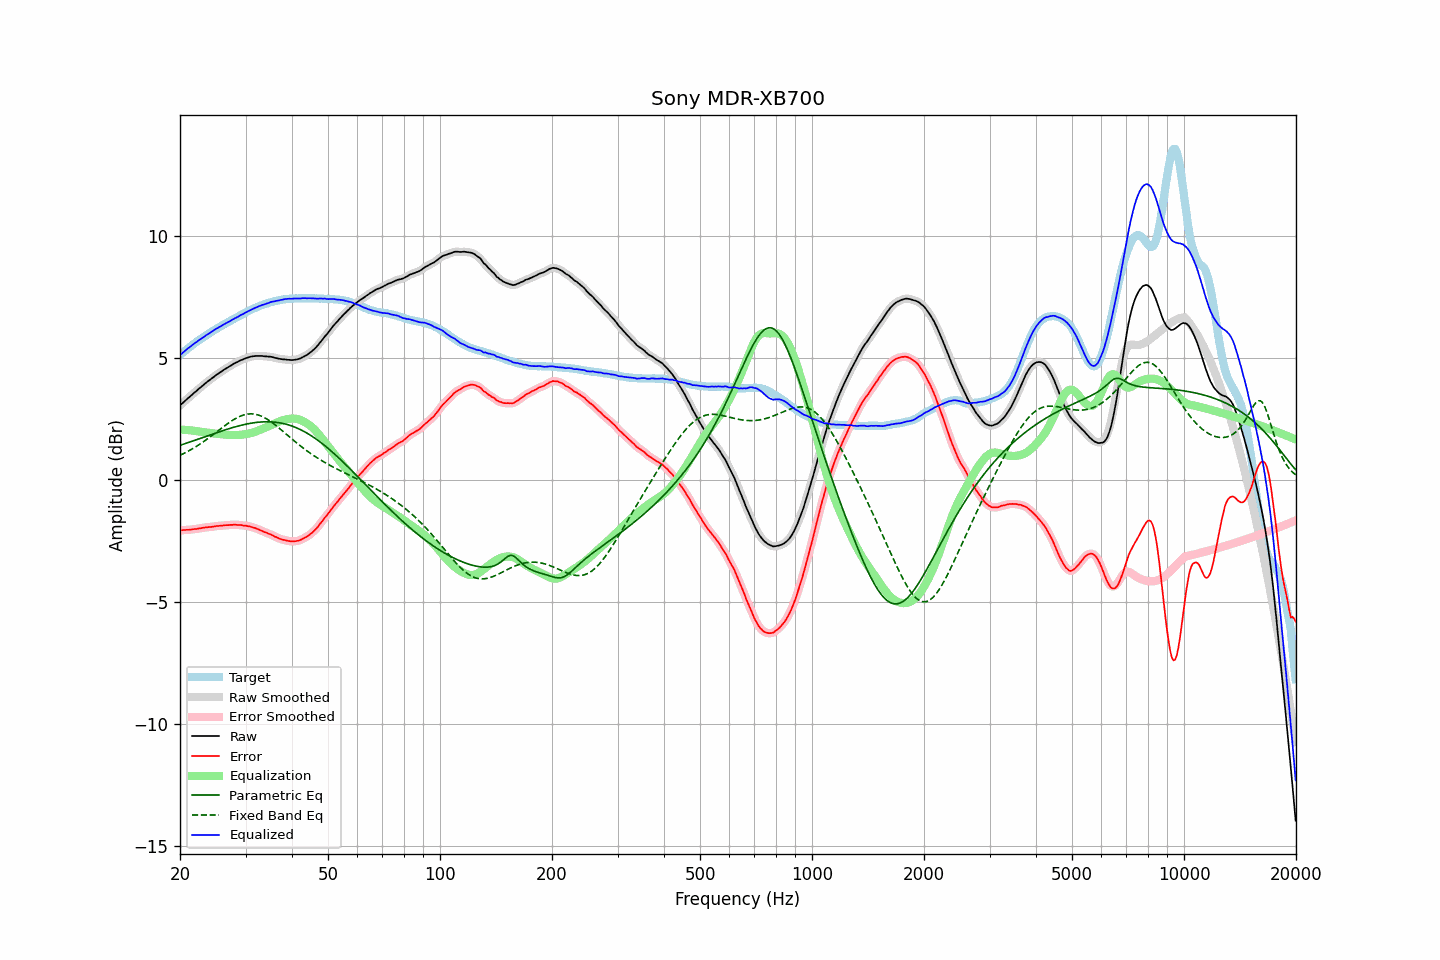 Sony MDR-XB700
Amplitude (dBr)
10
5
0
−5
−10
−15
Target
Raw Smoothed
Error Smoothed
Raw
Error
Equalization
Parametric Eq
Fixed Band Eq
Equalized
20 50 100 200 500 1000 2000 5000 10000 20000
Frequency (Hz)